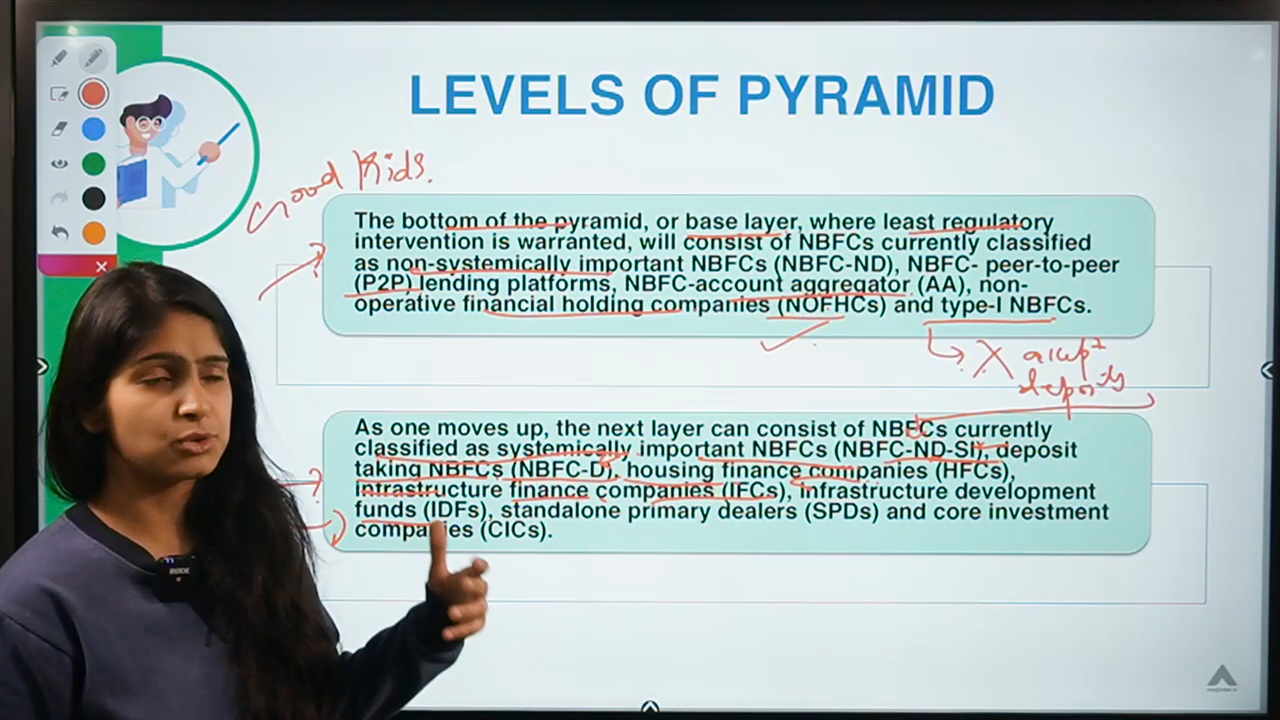 LEVELS OF PYRAMID
Good Kids.
The bottom of the pyramid, or base layer, where least regulatory
intervention is warranted, will consist of NBFCs currently classified
as non-systemically important NBFCs (NBFC-ND), NBFC- peer-to-peer
(P2P) lending platforms, NBFC-account aggregator (AA), non-
operative financial holding companies (NOFHCs) and type-I NBFCs.
X
deposits
As one moves up, the next layer can consist of NBFCs currently
classified as systemically important NBFCs (NBFC-ND-SI), deposit
taking NBFCs (NBFC-D), housing finance companies (HFCs),
Intrastructure finance companies (IFCs), infrastructure development
funds (IDFs), standalone primary dealers (SPDs) and core investment
companies (CICs).